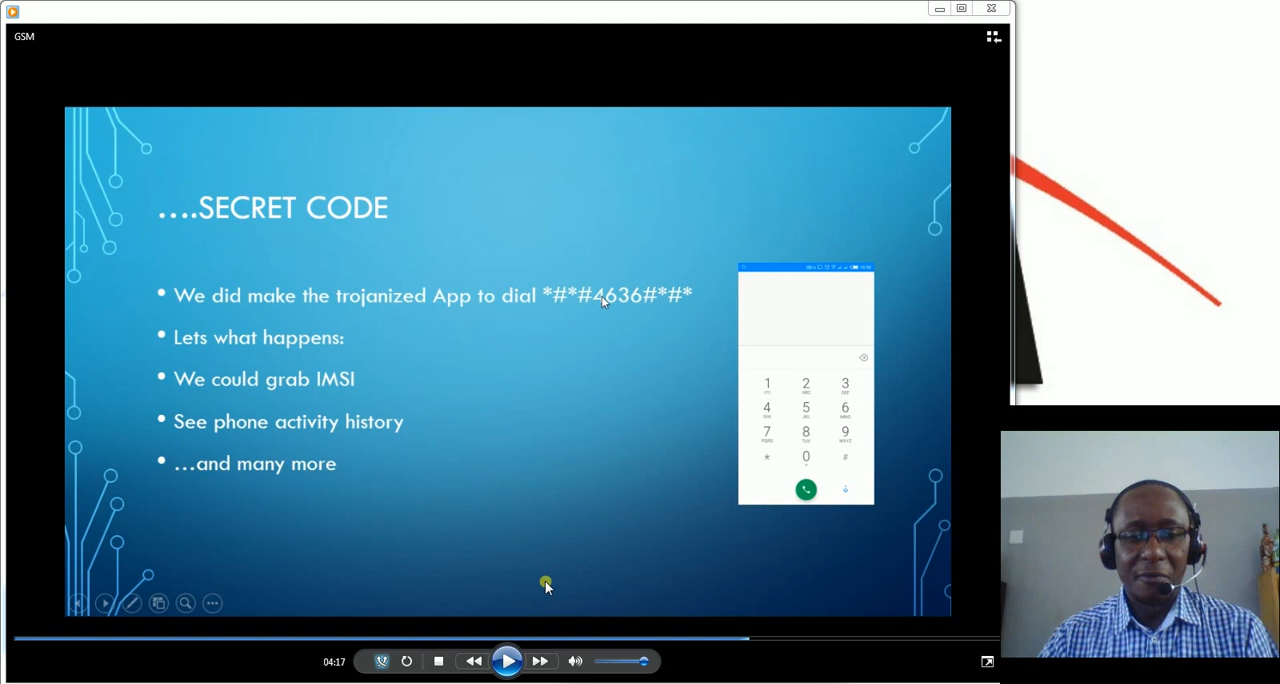 GSM
....SECRET CODE
• We did make the trojanized App to dial *#*#4636#*#*
• Lets what happens:
• We could grab IMSI
• See phone activity history
• ...and many more
1 2 3
4 5 6
7 8 9
* 0 #
04:17